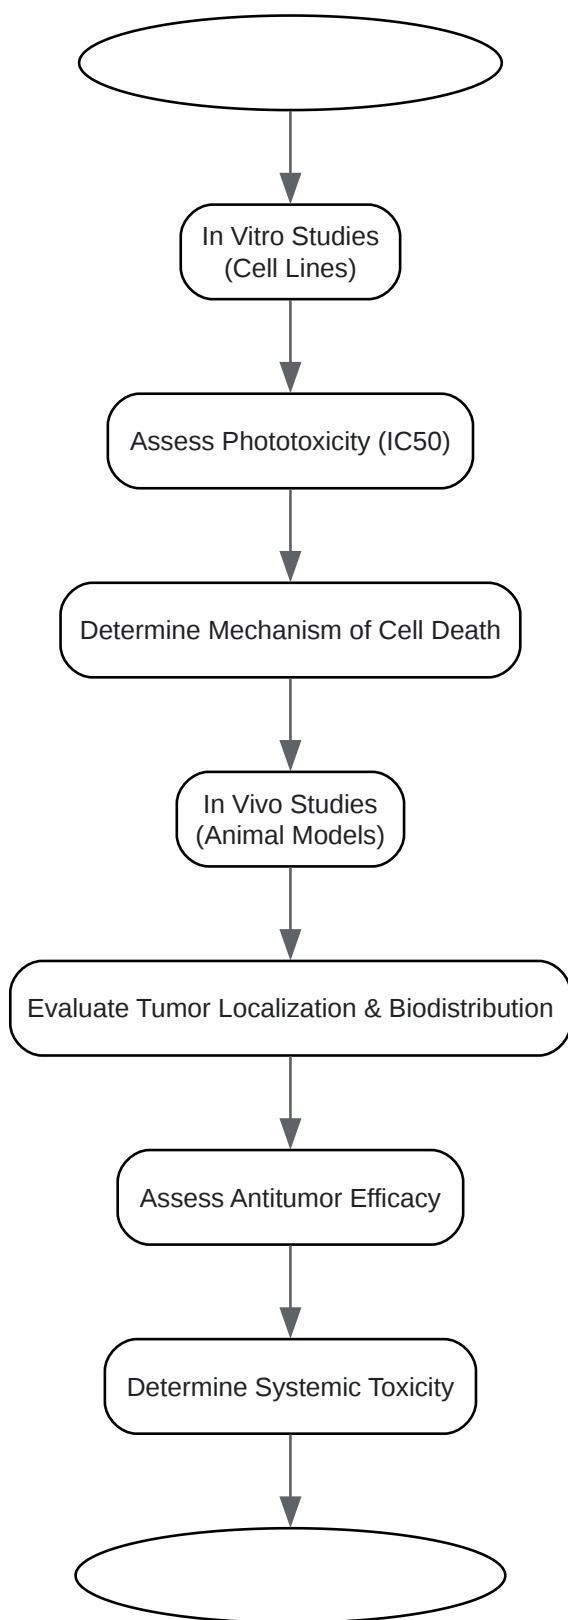 In Vitro Studies
(Cell Lines)
Assess Phototoxicity (IC50)
Determine Mechanism of Cell Death
In Vivo Studies
(Animal Models)
Evaluate Tumor Localization & Biodistribution
Assess Antitumor Efficacy
Determine Systemic Toxicity